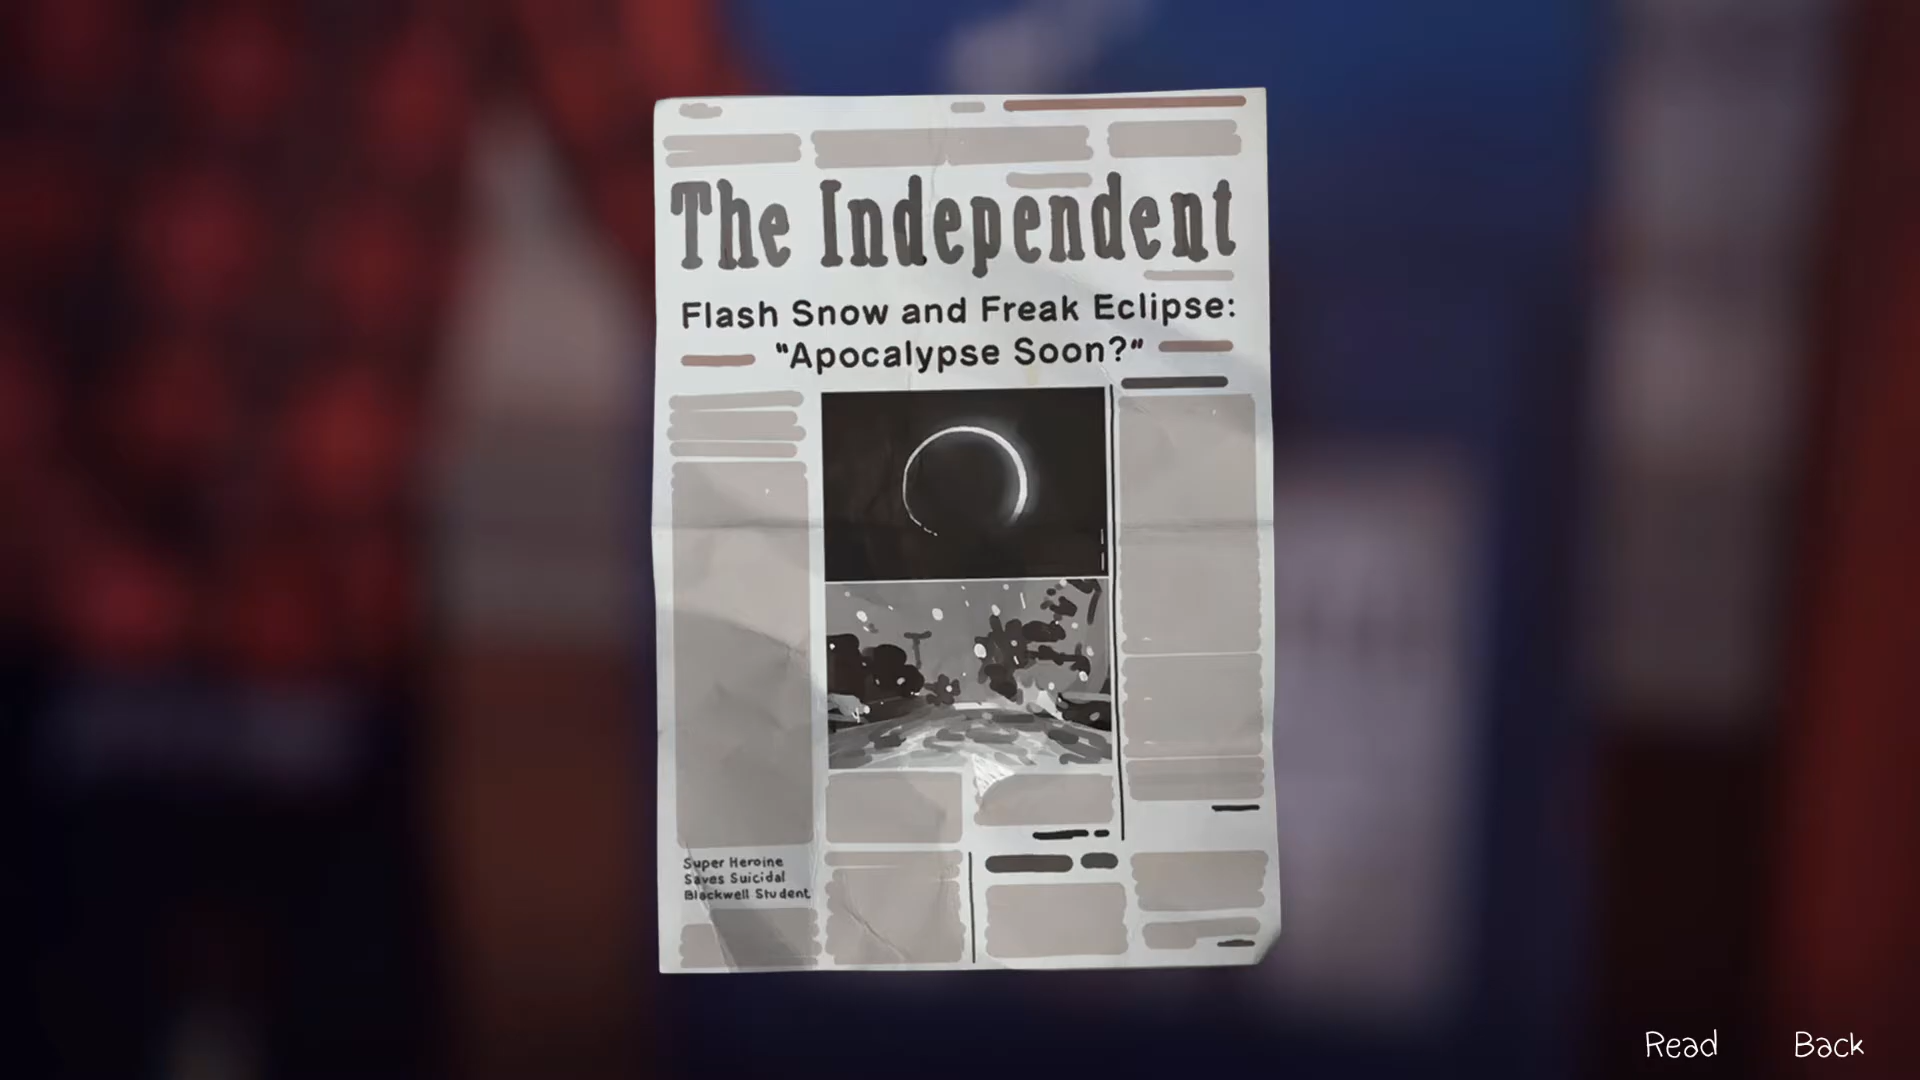 The Independent
Flash Snow and Freak Eclipse:
"Apocalypse Soon?"
Super Heroine
Saves Suicidal
Blackwell Student
Read
Back